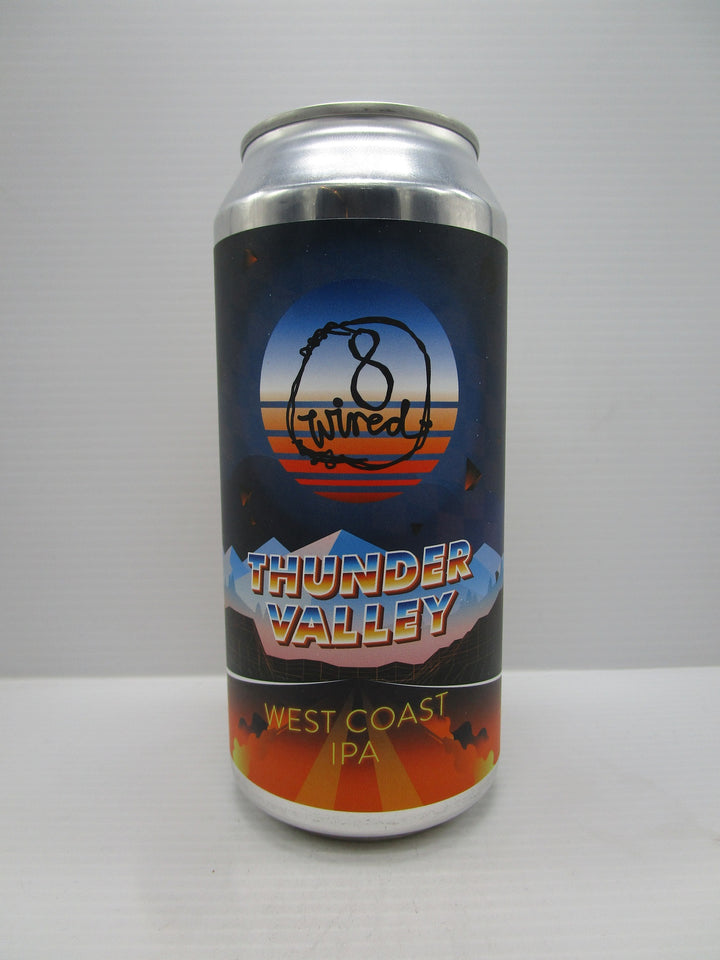 8
wired
THUNDER
VALLEY
WEST COAST
IPA